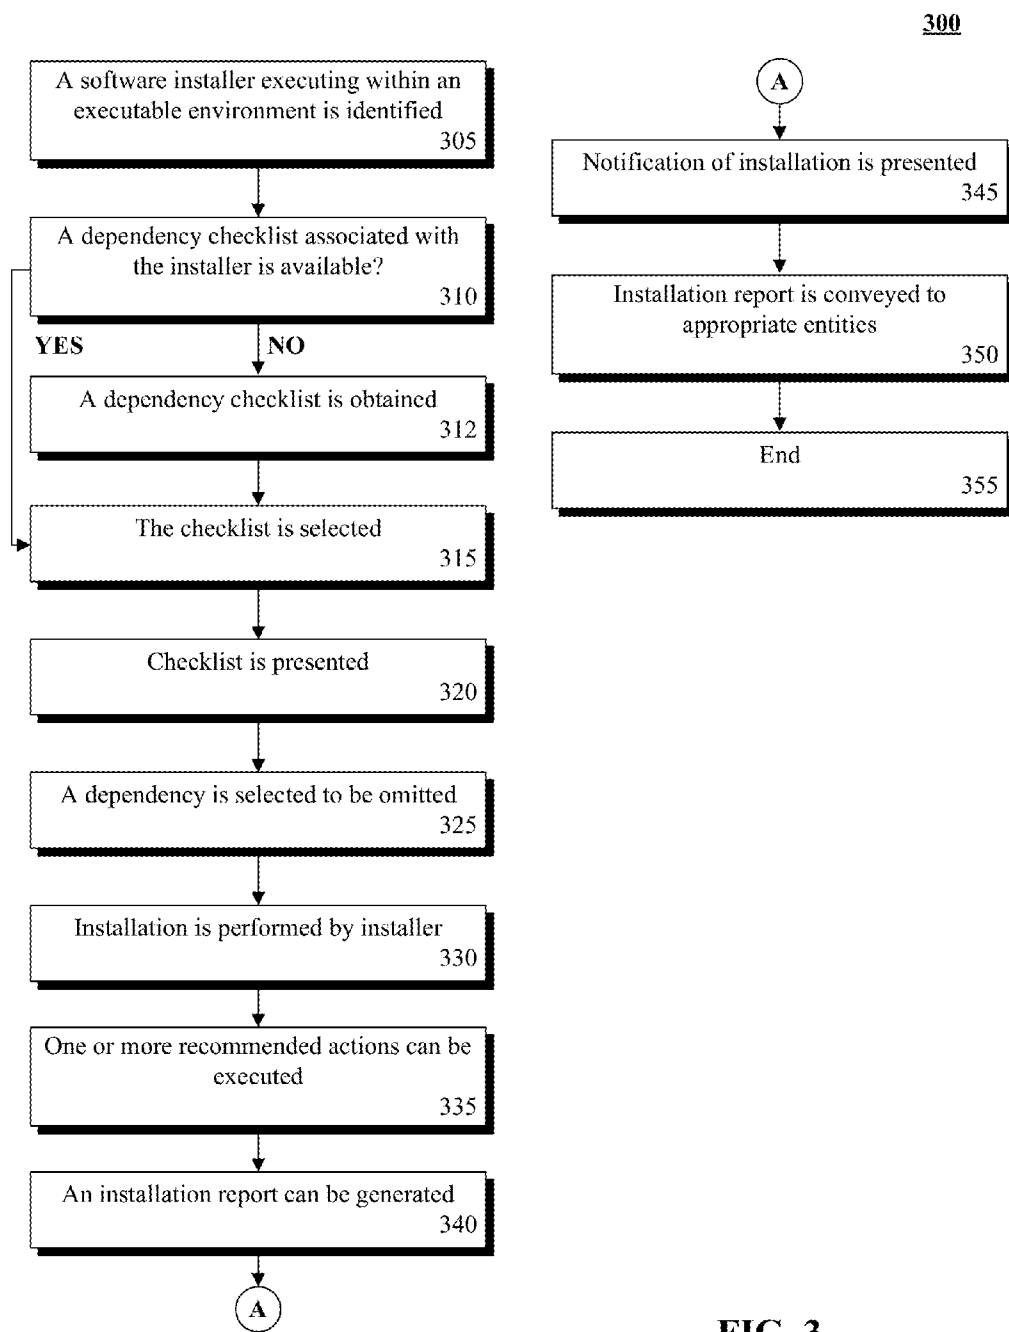 300
A software installer executing within an
executable environment is identified
305
A dependency checklist associated with
the installer is available?
310
YES
NO
A dependency checklist is obtained
312
The checklist is selected
315
Checklist is presented
320
A dependency is selected to be omitted
325
Installation is performed by installer
330
One or more recommended actions can be
executed
335
An installation report can be generated
340
A
A
Notification of installation is presented
345
Installation report is conveyed to
appropriate entities
350
End
355
FIG. 3